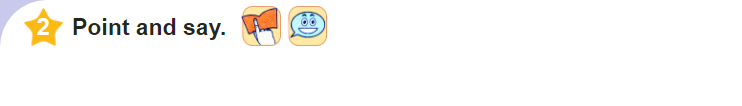 2 Point and say.